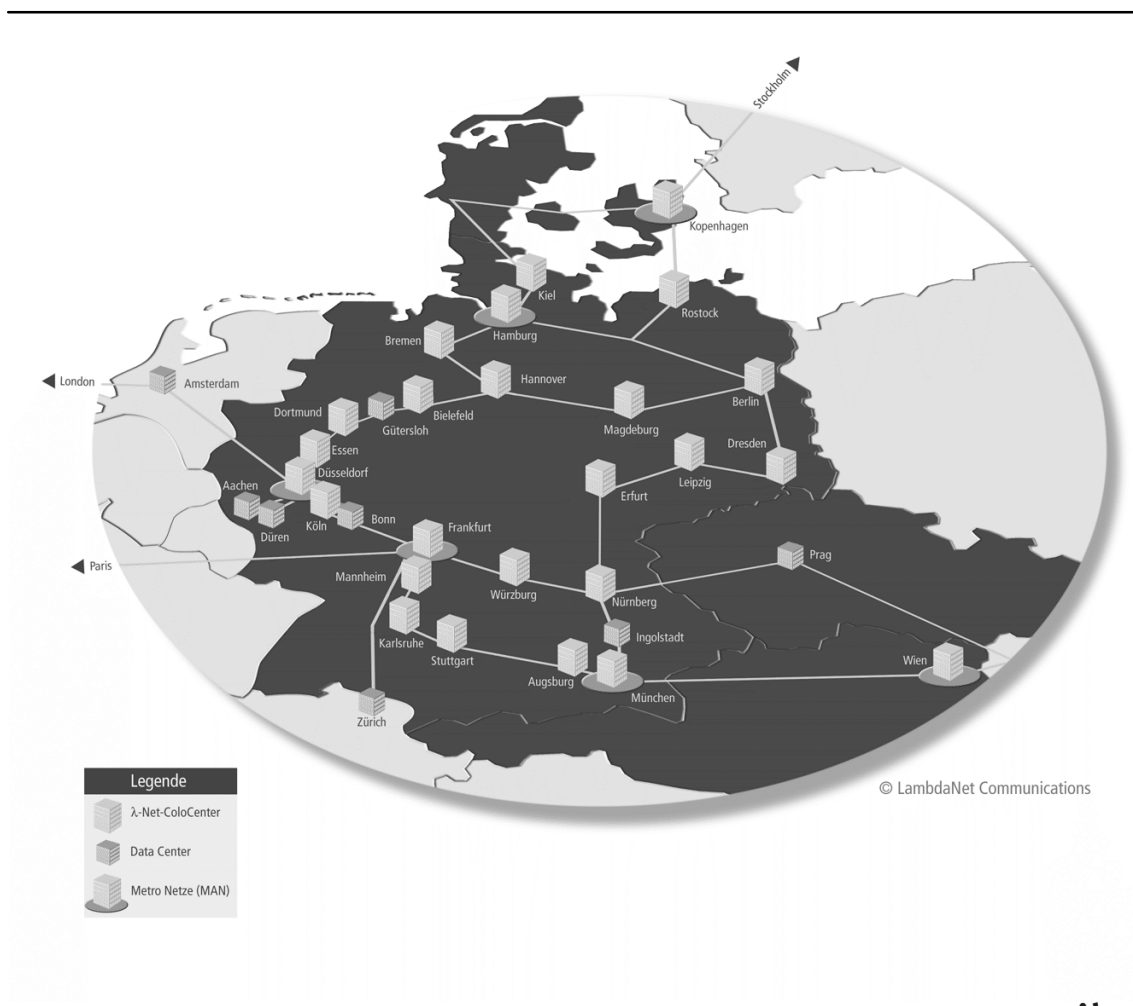 Stockholm
Kopenhagen
Kiel
Rostock
Hamburg
Bremen
London
Amsterdam
Hannover
Berlin
Dortmund
Bielefeld
Gütersloh
Magdeburg
Essen
Dresden
Düsseldorf
Leipzig
Aachen
Erfurt
Köln
Bonn
Düren
Frankfurt
Prag
Paris
Mannheim
Würzburg
Nürnberg
Karlsruhe
Ingolstadt
Stuttgart
Wien
Augsburg
München
Zürich
Legende
λ-Net-ColoCenter
Data Center
Metro Netze (MAN)
© LambdaNet Communications